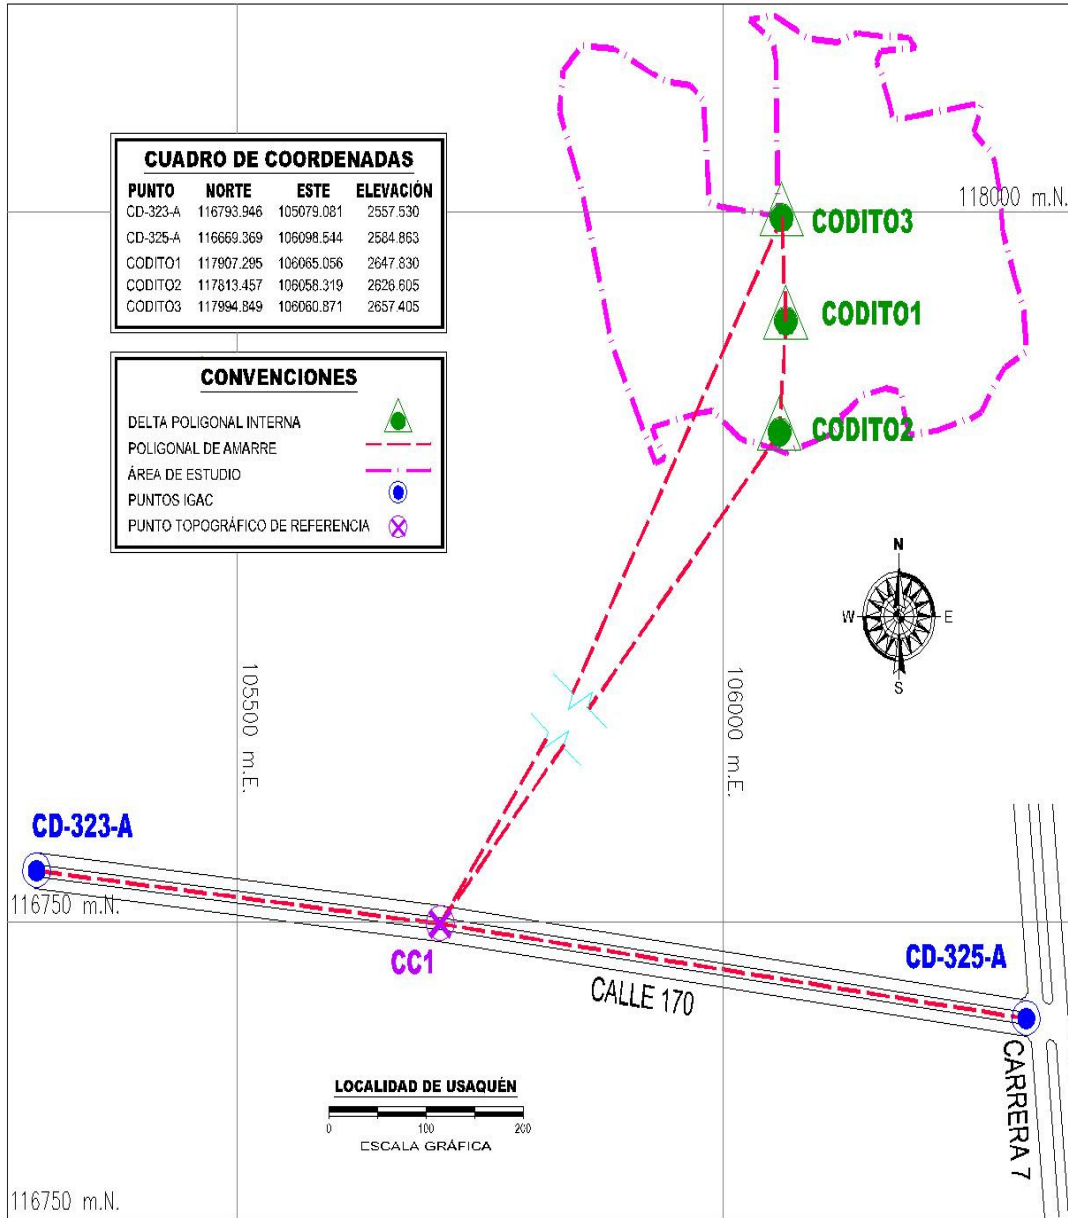 CUADRO DE COORDENADAS
PUNTO NORTE ESTE ELEVACIÓN
CD-323-A 116793.946 105079.081 2557.530
CD-325-A 116669.369 106098.544 2584.863
CODITO1 117907.295 106065.056 2647.830
CODITO2 117813.457 106058.319 2626.605
CODITO3 117994.849 106060.871 2657.405
118000 m.N.
CODITO3
CODITO1
CODITO2
CONVENCIONES
DELTA POLIGONAL INTERNA
POLIGONAL DE AMARRE
ÁREA DE ESTUDIO
PUNTOS IGAC
PUNTO TOPOGRÁFICO DE REFERENCIA
N
W E
S
105500 m.E.
106000 m.E.
CD-323-A
116750 m.N.
CC1
CD-325-A
CALLE 170
CARRERA 7
LOCALIDAD DE USAQUÉN
0 100 200
ESCALA GRÁFICA
116750 m.N.